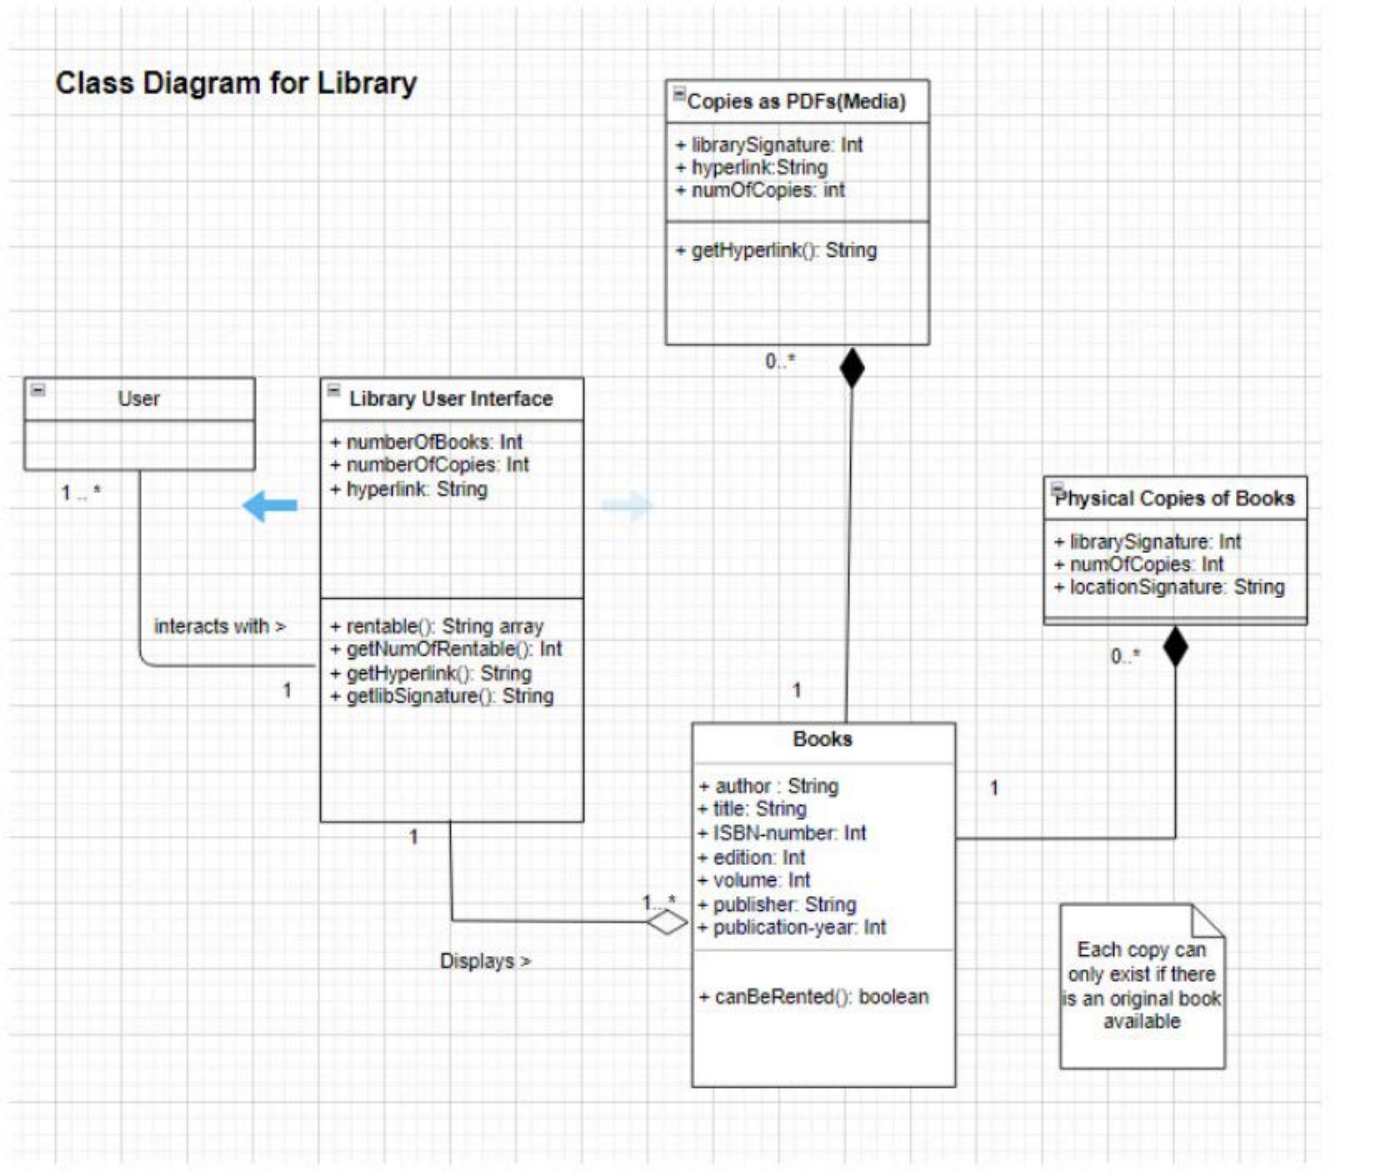 Class Diagram for Library
Copies as PDFs(Media)
+ librarySignature: Int
+ hyperlink:String
+ numOfCopies: int
+ getHyperlink(): String
0..*
User
1 .. *
interacts with >
1
Library User Interface
+ numberOfBooks: Int
+ numberOfCopies: Int
+ hyperlink: String
+ rentable(): String array
+ getNumOfRentable(): Int
+ getHyperlink(): String
+ getlibSignature(): String
1
Displays >
1...*
Physical Copies of Books
+ librarySignature: Int
+ numOfCopies: Int
+ locationSignature: String
0..*
1
Books
+ author : String
+ title: String
+ ISBN-number: Int
+ edition: Int
+ volume: Int
+ publisher: String
+ publication-year: Int
+ canBeRented(): boolean
1
Each copy can
only exist if there
is an original book
available